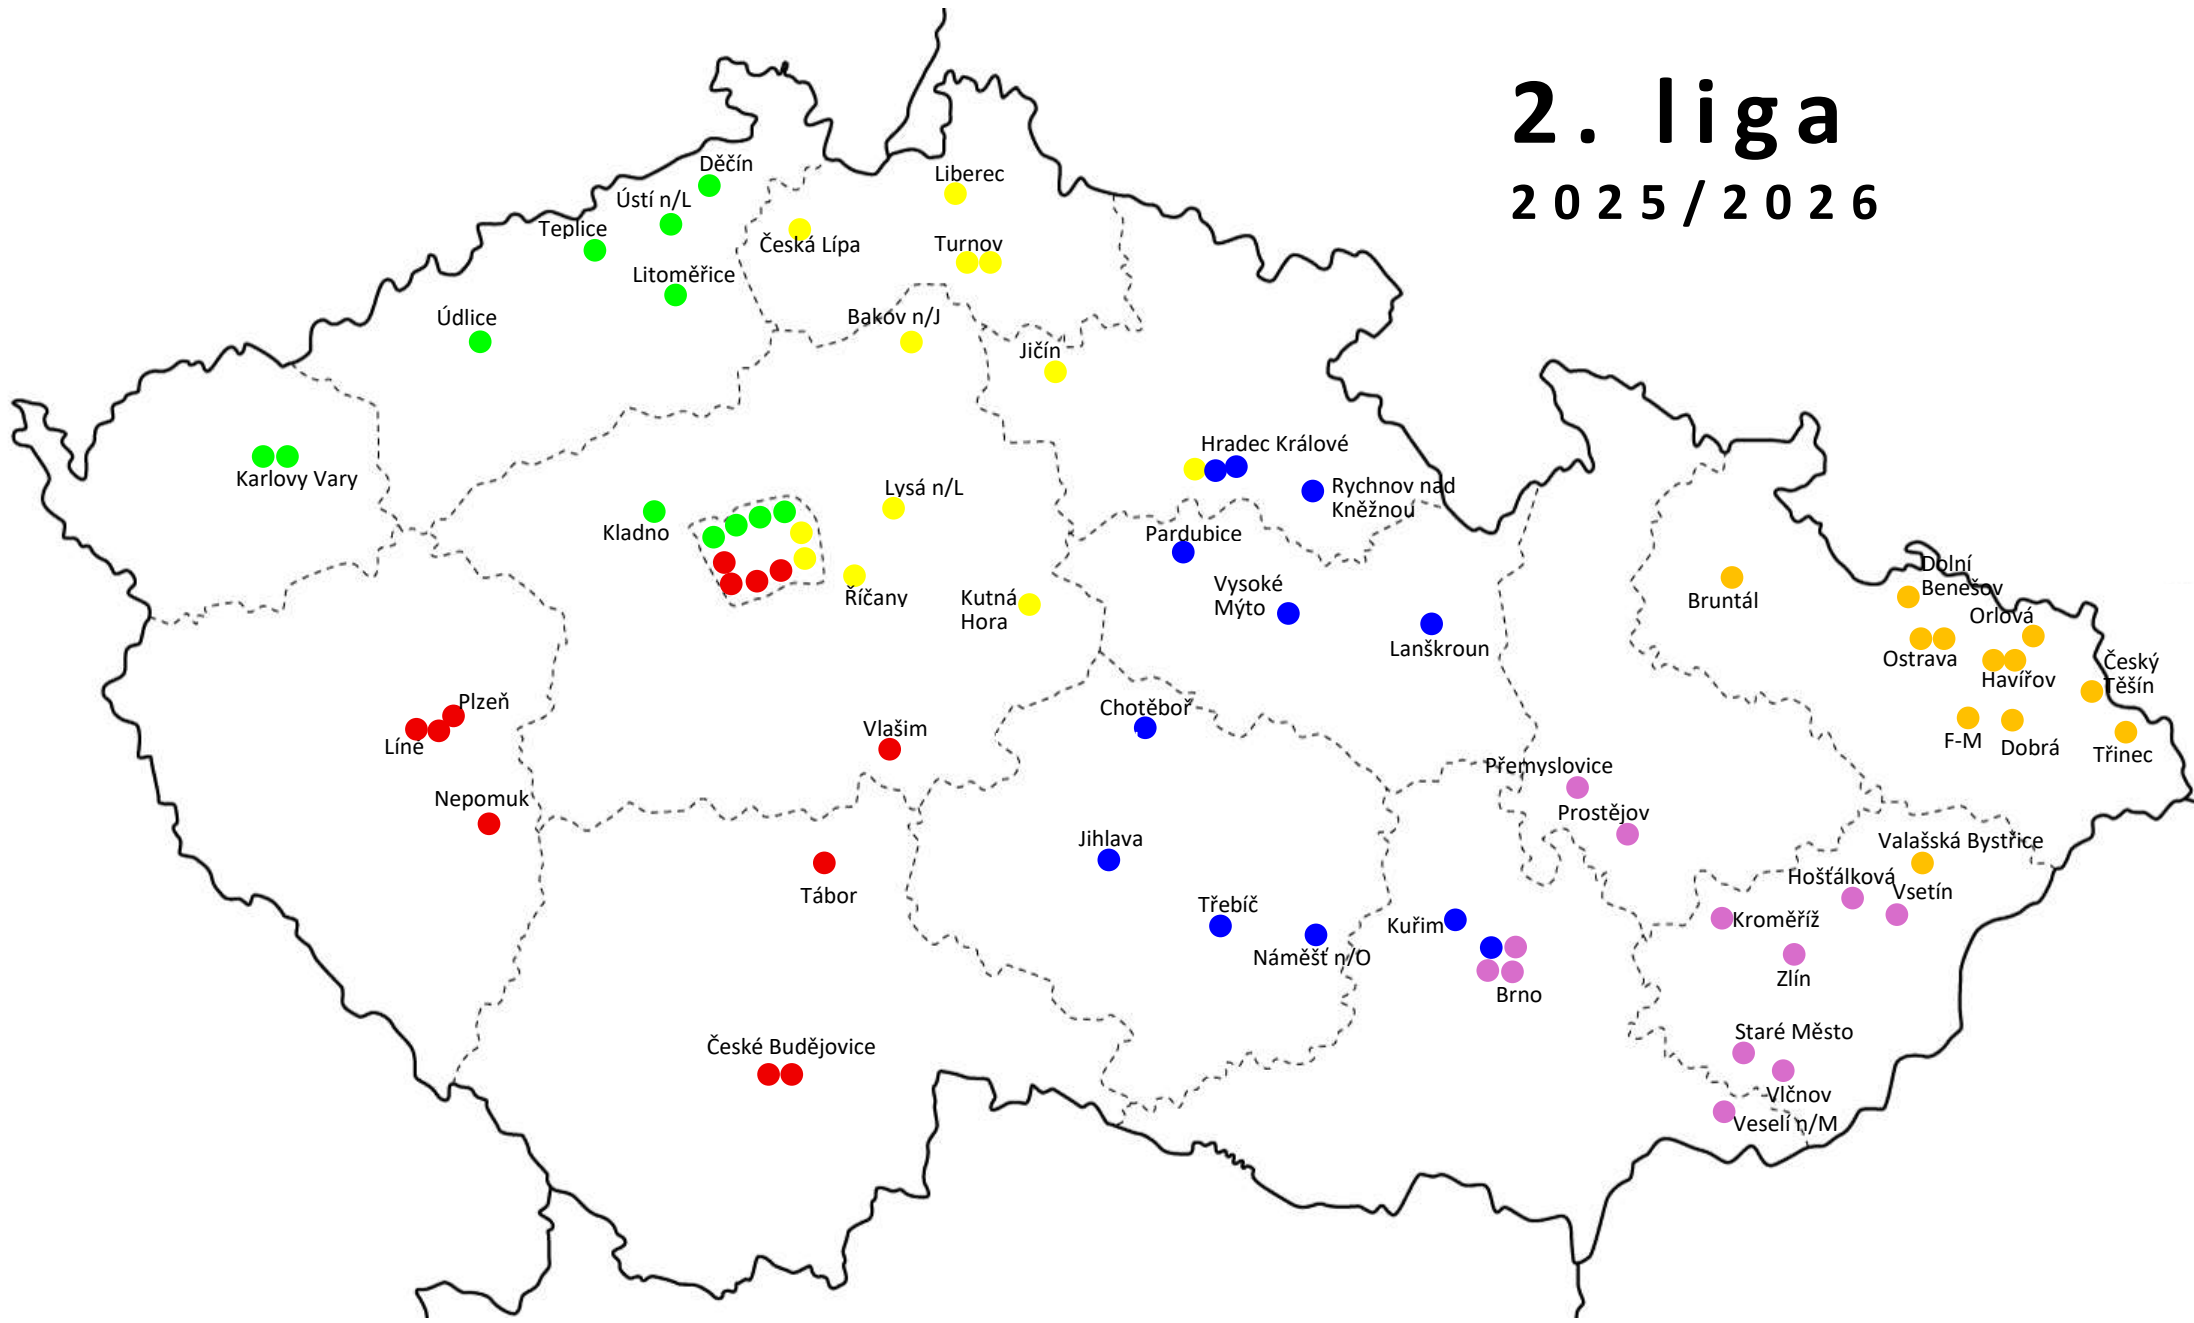 2. liga
2025/2026
Děčín
Ústí n/L
Teplice
Litoměřice
Údlice
Liberec
Česká Lípa
Turnov
Bakov n/J
Jičín
Karlovy Vary
Kladno
Lysá n/L
Říčany
Kutná
Hora
Hradec Králové
Rychnov nad
Kněžnou
Pardubice
Vysoké
Mýto
Lanškroun
Bruntál
Dolní
Benešov
Orlová
Ostrava
Havířov
Český
Těšín
F-M
Dobrá
Třinec
Plzeň
Líně
Nepomuk
Vlašim
Chotěboř
Přemyslovice
Prostějov
Valašská Bystřice
Hošťálková
Vsetín
Jihlava
Tábor
Třebíč
Náměšť n/O
Kuřim
Brno
Kroměříž
Zlín
České Budějovice
Staré Město
Vlčnov
Veselí n/M